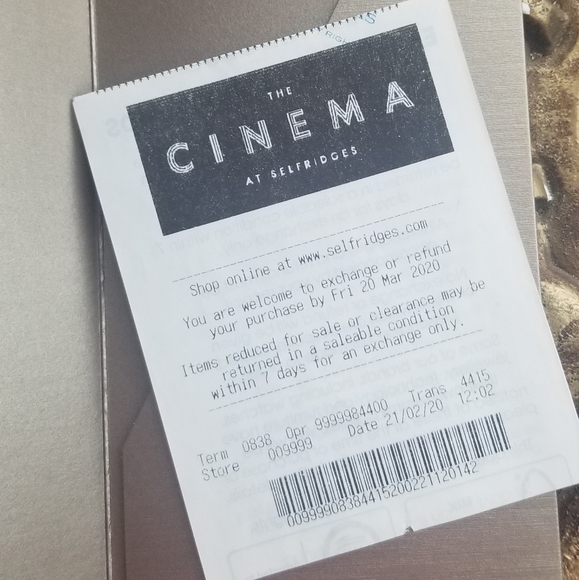 THE
CINEMA
AT SELFRIDGES
Shop online at www.selfridges.com
You are welcome to exchange or refund
your purchase by Fri 20 Mar 2020
Items reduced for sale or clearance may be
returned in a saleable condition
within 7 days for an exchange only.
Term 0838 Opr 9999984400 Trans 4415
Store 009999 Date 21/02/20 12:02
0099990838441520022112014​2